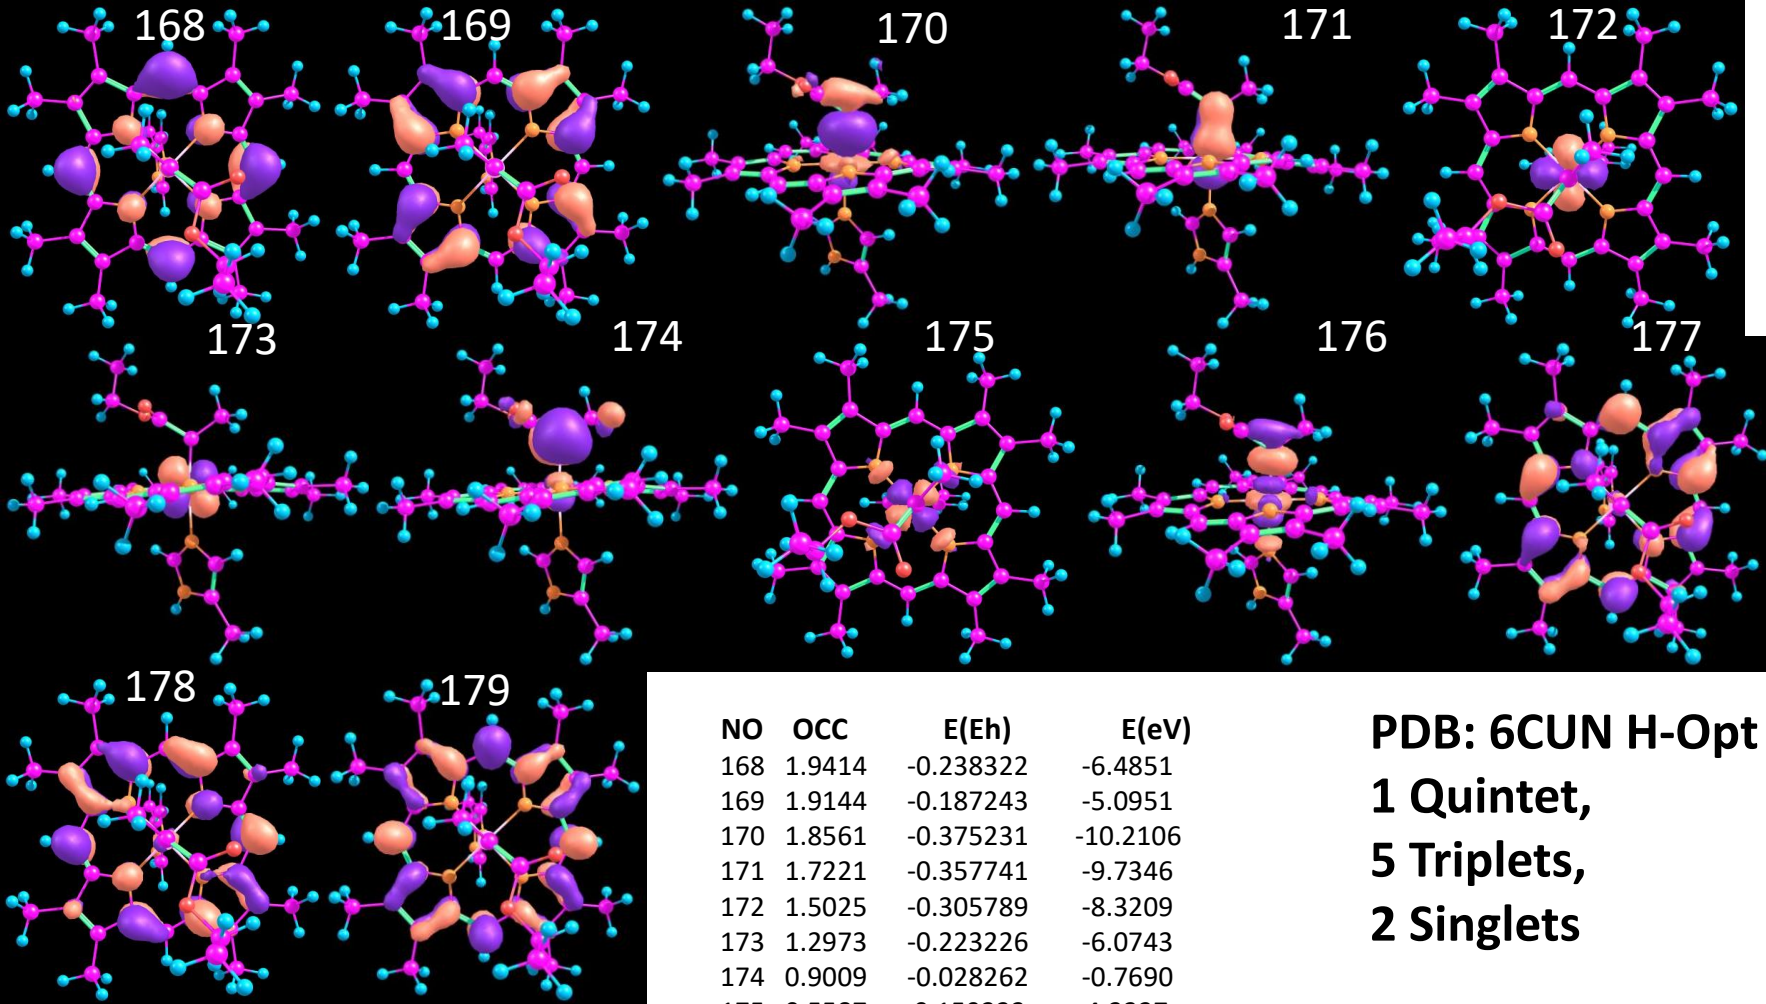 168 169 170 171 172
173 174 175 176 177
178 179
NO OCC E(Eh) E(eV)
168 1.9414 -0.238322 -6.4851
169 1.9144 -0.187243 -5.0951
170 1.8561 -0.375231 -10.2106
171 1.7221 -0.357741 -9.7346
172 1.5025 -0.305789 -8.3209
173 1.2973 -0.223226 -6.0743
174 0.9009 -0.028262 -0.7690
PDB: 6CUN H-Opt
1 Quintet,
5 Triplets,
2 Singlets